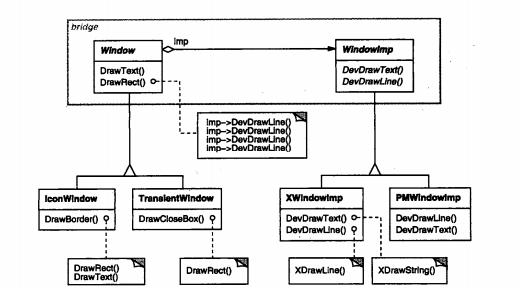 bridge
Window
imp
WindowImp
DrawText()
DrawRect()
DevDrawText()
DevDrawLine()
imp->DevDrawLine()
imp->DevDrawLine()
imp->DevDrawLine()
imp->DevDrawLine()
IconWindow
DrawBorder()
TransientWindow
DrawCloseBox()
XWindowImp
DevDrawText()
DevDrawLine()
PMWindowImp
DevDrawLine()
DevDrawText()
DrawRect()
DrawText()
DrawRect()
XDrawLine()
XDrawString()